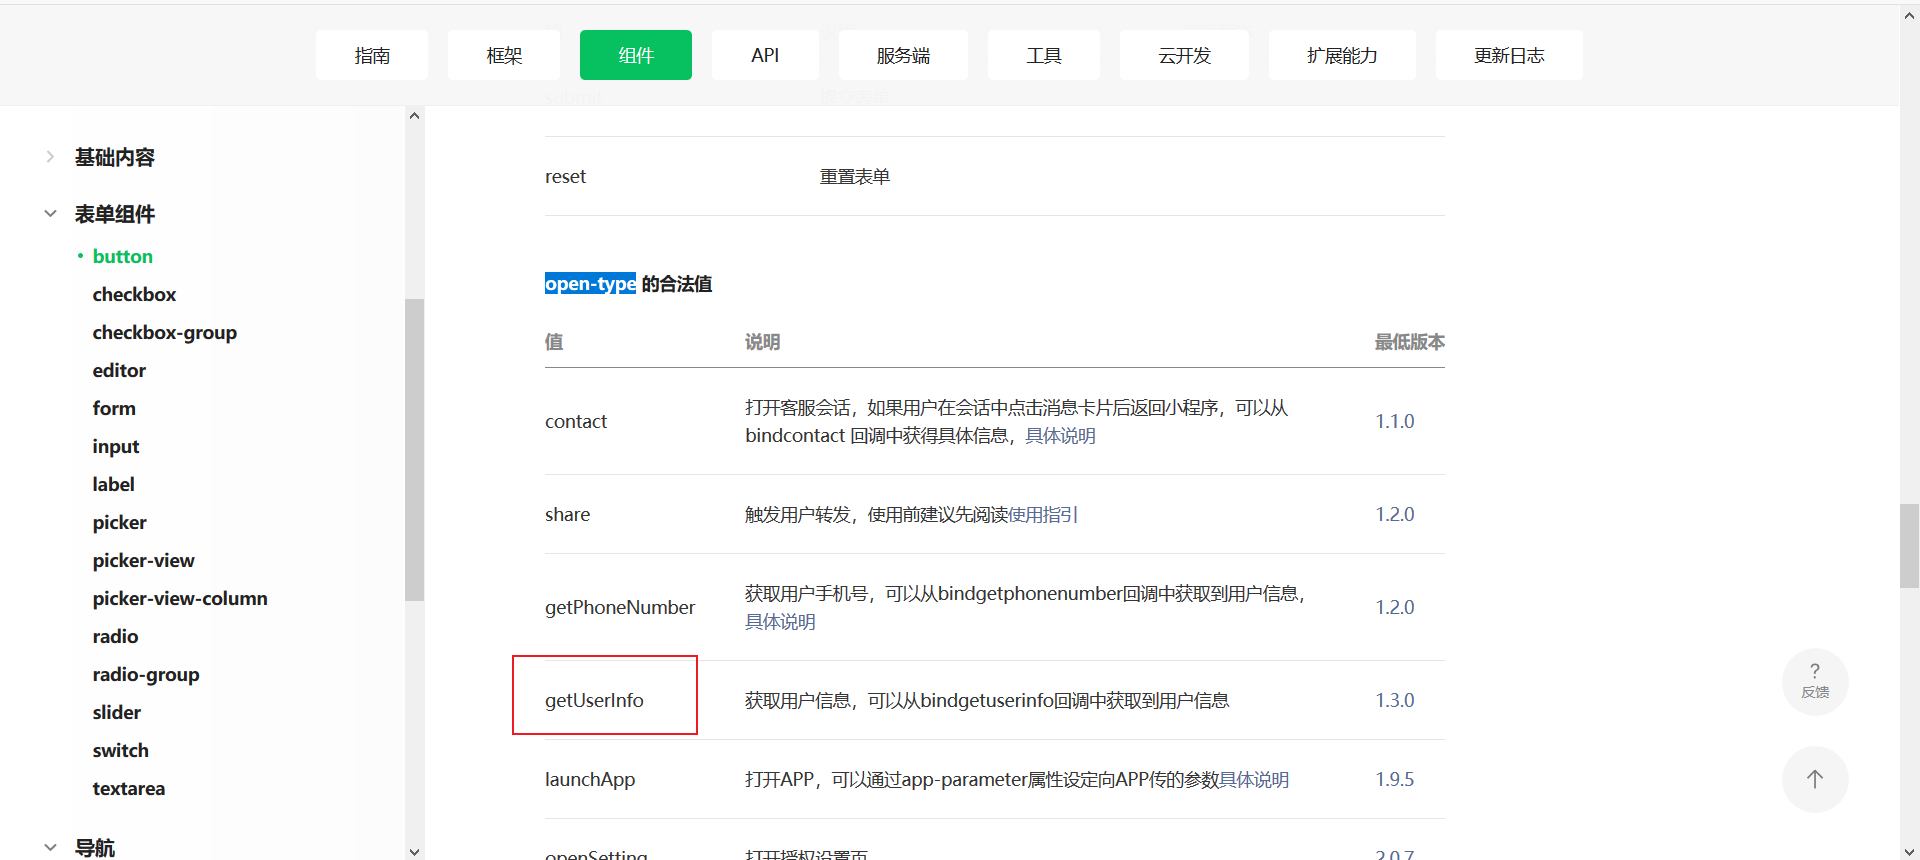 指南 框架 组件 API 服务端 工具 云开发 扩展能力 更新日志
基础内容
表单组件
button
checkbox
checkbox-group
editor
form
input
label
picker
picker-view
picker-view-column
radio
radio-group
slider
switch
textarea
导航
submit 提交表单
reset 重置表单
open-type 的合法值
值 说明 最低版本
contact 打开客服会话，如果用户在会话中点击消息卡片后返回小程序，可以从
bindcontact 回调中获得具体信息，具体说明 1.1.0
share 触发用户转发，使用前建议先阅读使用指引 1.2.0
getPhoneNumber 获取用户手机号，可以从bindgetphonenumber回调中获取到用户信息，
具体说明 1.2.0
getUserInfo 获取用户信息，可以从bindgetuserinfo回调中获取到用户信息 1.3.0
launchApp 打开APP，可以通过app-parameter属性设定向APP传的参数具体说明 1.9.5
openSetting 打开授权设置页 2.0.7
?
反馈